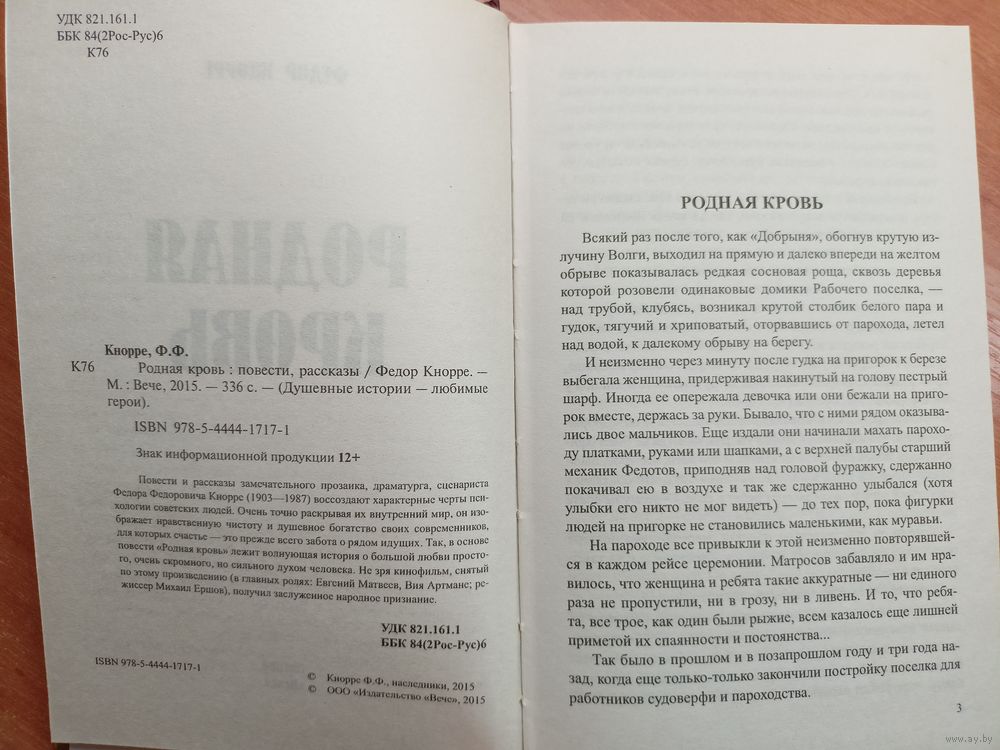 УДК 821.161.1
ББК 84(2Рос-Рус)6
К76
Кнорре, Ф.Ф.
К76 Родная кровь : повести, рассказы / Федор Кнорре. —
М. : Вече, 2015. — 336 с. — (Душевные истории — любимые
герои).
ISBN 978-5-4444-1717-1
Знак информационной продукции 12+
Повести и рассказы замечательного прозаика, драматурга, сценариста
Федора Федоровича Кнорре (1903—1987) воссоздают характерные черты пси-
хологии советских людей. Очень точно раскрывая их внутренний мир, он изо-
бражает нравственную чистоту и душевное богатство своих современников,
для которых счастье — это прежде всего забота о рядом идущих. Так, в основе
повести «Родная кровь» лежит волнующая история о большой любви просто-
го, очень скромного, но сильного духом человека. Не зря кинофильм, снятый
по этому произведению (в главных ролях: Евгений Матвеев, Вия Артмане; ре-
жиссер Михаил Ершов), получил заслуженное народное признание.
УДК 821.161.1
ББК 84(2Рос-Рус)6
ISBN 978-5-4444-1717-1
© Кнорре Ф.Ф., наследники, 2015
© ООО «Издательство «Вече», 2015
РОДНАЯ КРОВЬ
Всякий раз после того, как «Добрыня», обогнув крутую из-
лучину Волги, выходил на прямую и далеко впереди на желтом
обрыве показывалась редкая сосновая роща, сквозь деревья
которой розовели одинаковые домики Рабочего поселка, —
над трубой, клубясь, возникал крутой столбик белого пара и
гудок, тягучий и хриповатый, оторвавшись от парохода, летел
над водой, к далекому обрыву на берегу.
И неизменно через минуту после гудка на пригорок к березе
выбегала женщина, придерживая накинутый на голову пестрый
шарф. Иногда ее опережала девочка или они бежали на приго-
рок вместе, держась за руки. Бывало, что с ними рядом оказыва-
лись двое мальчиков. Еще издали они начинали махать парохо-
ду платками, руками или шапками, а с верхней палубы старший
механик Федотов, приподняв над головой фуражку, сдержанно
покачивал ею в воздухе и так же сдержанно улыбался (хотя
улыбки его никто не мог видеть) — до тех пор, пока фигурки
людей на пригорке не становились маленькими, как муравьи.
На пароходе все привыкли к этой неизменно повторявшей-
ся в каждом рейсе церемонии. Матросов забавляло и им нра-
вилось, что женщина и ребята такие аккуратные — ни единого
раза не пропустили, ни в грозу, ни в ливень. И то, что ребя-
та, все трое, как один были рыжие, всем казалось еще лишней
приметой их спаянности и постоянства...
Так было в прошлом и в позапрошлом году и три года на-
зад, когда еще только-только закончили постройку поселка для
работников судоверфи и пароходства.
3
www.ay.by